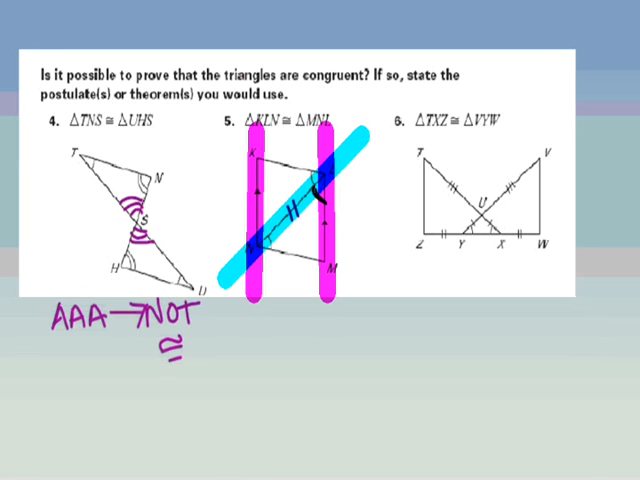 Is it possible to prove that the triangles are congruent? If so, state the
postulate(s) or theorem(s) you would use.
4. △TNS ≅ △UHS
5. △KLN ≅ △MNL
6. △TXZ ≅ △VYW
T
N
S
H
U
K
M
T
V
U
Z
Y
X
W
AAA → NOT
≅